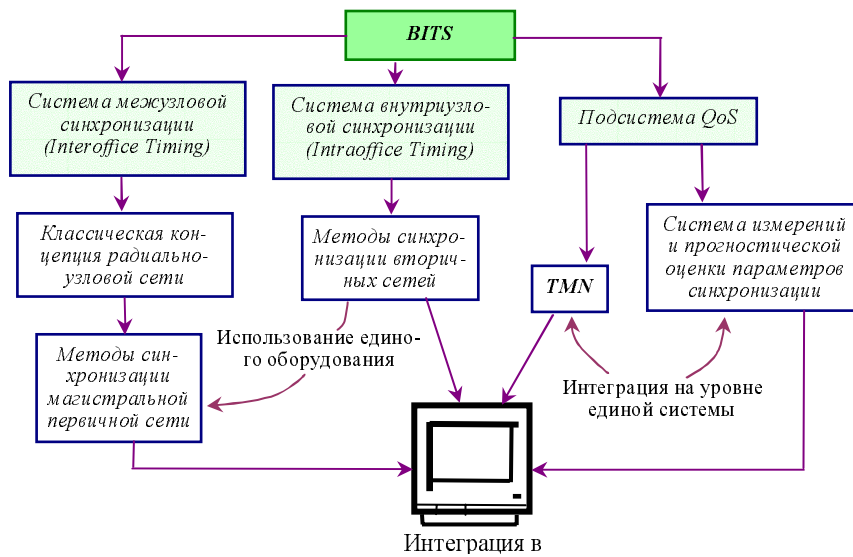 BITS
Система межузловой
синхронизации
(Interoffice Timing)
Система внутриузло-
вой синхронизации
(Intraoffice Timing)
Подсистема QoS
Классическая кон-
цепция радиально-
узловой сети
Методы синхро-
низации вторич-
ных сетей
TMN
Система измерений
и прогностической
оценки параметров
синхронизации
Методы син-
хронизации
магистральной
первичной сети
Использование едино-
го оборудования
Интеграция на уровне
единой системы
Интеграция в